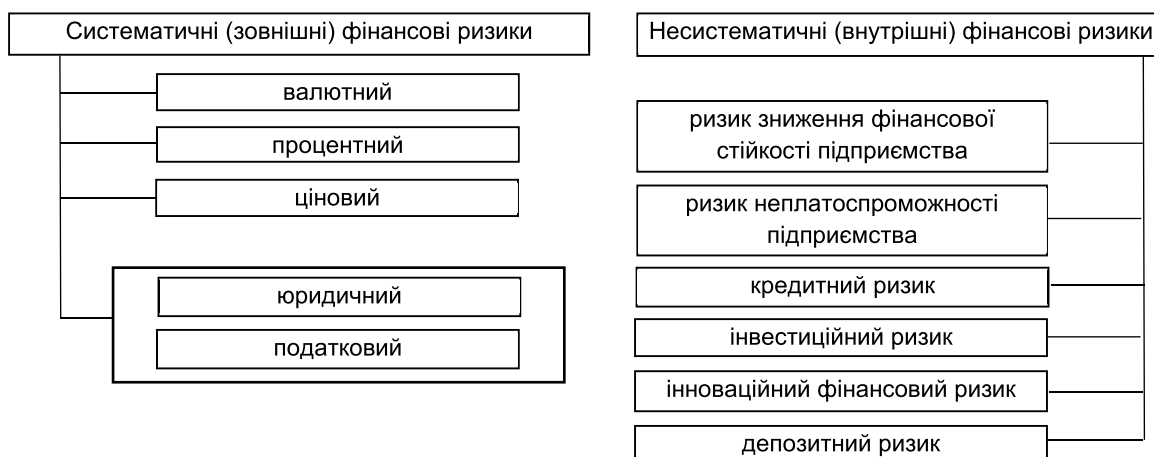 Систематичні (зовнішні) фінансові ризики
валютний
процентний
ціновий
юридичний
податковий
Несистематичні (внутрішні) фінансові ризики
ризик зниження фінансової
стійкості підприємства
ризик неплатоспроможності
підприємства
кредитний ризик
інвестиційний ризик
інноваційний фінансовий ризик
депозитний ризик